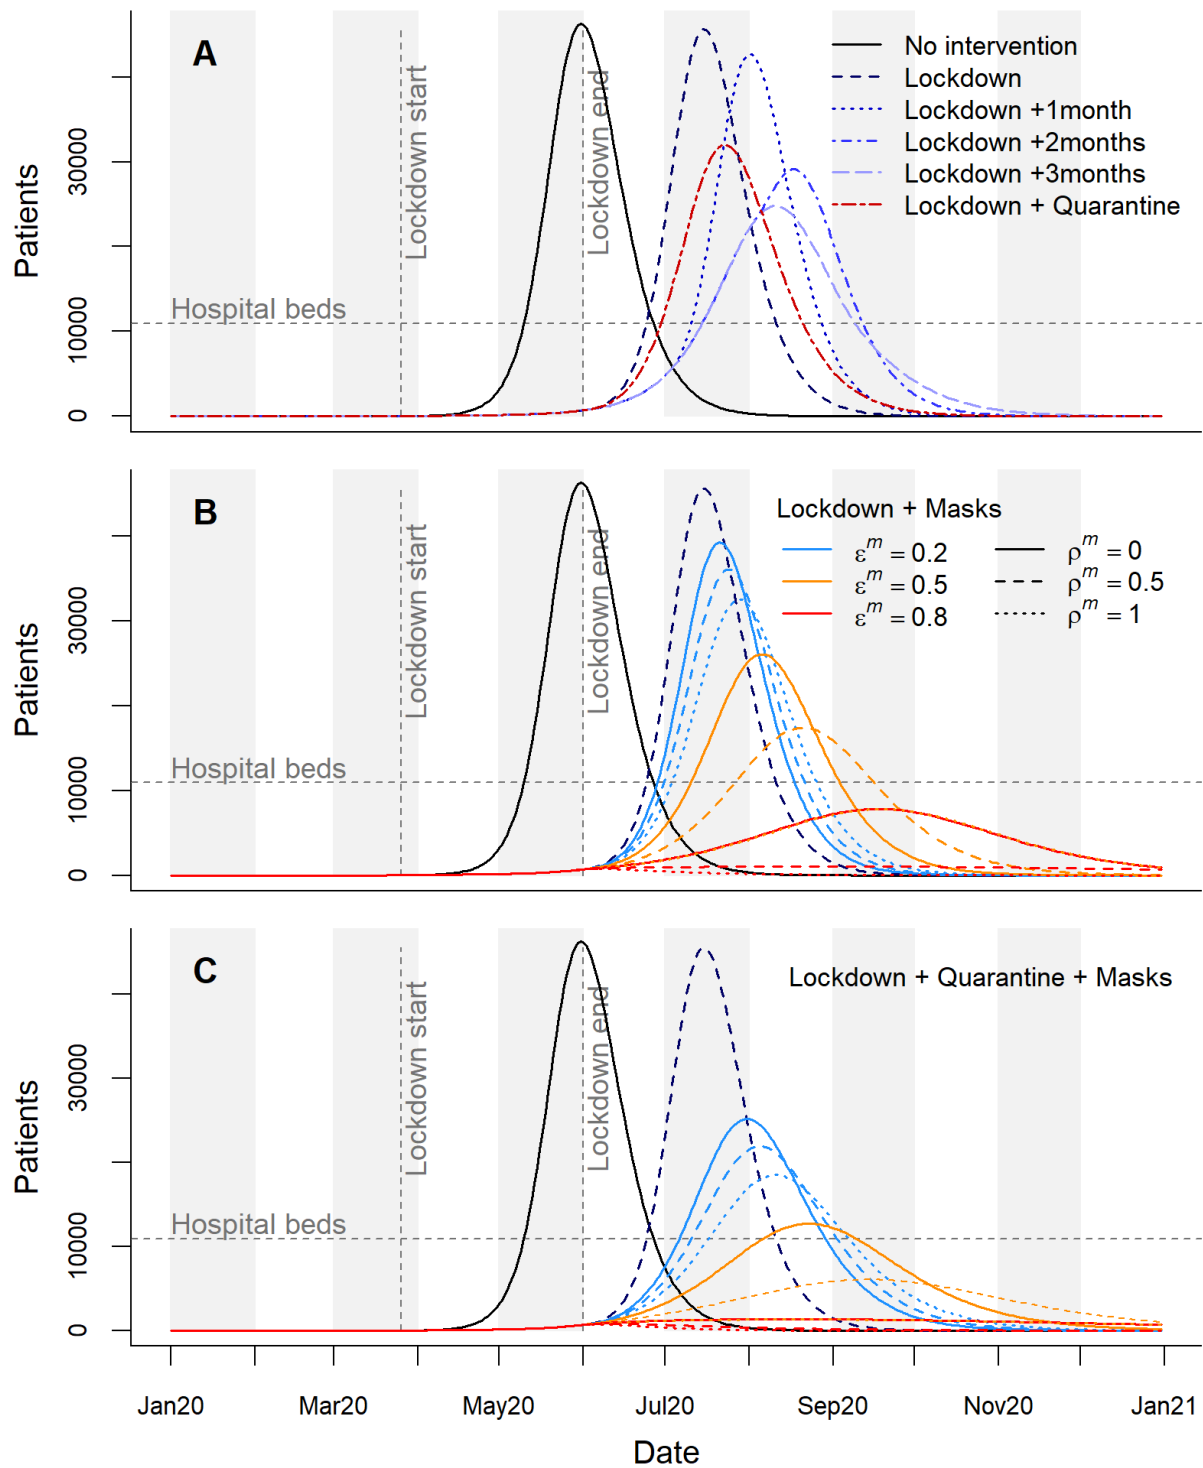 A
Lockdown start
Lockdown end
Hospital beds
Patients
0
10000
30000
No intervention
Lockdown
Lockdown +1month
Lockdown +2months
Lockdown +3months
Lockdown + Quarantine
B
Lockdown start
Lockdown end
Hospital beds
Patients
0
10000
30000
Lockdown + Masks
εᵐ = 0.2 ρᵐ = 0
εᵐ = 0.5 ρᵐ = 0.5
εᵐ = 0.8 ρᵐ = 1
C
Lockdown start
Lockdown end
Hospital beds
Patients
0
10000
30000
Lockdown + Quarantine + Masks
Jan20 Mar20 May20 Jul20 Sep20 Nov20 Jan21
Date